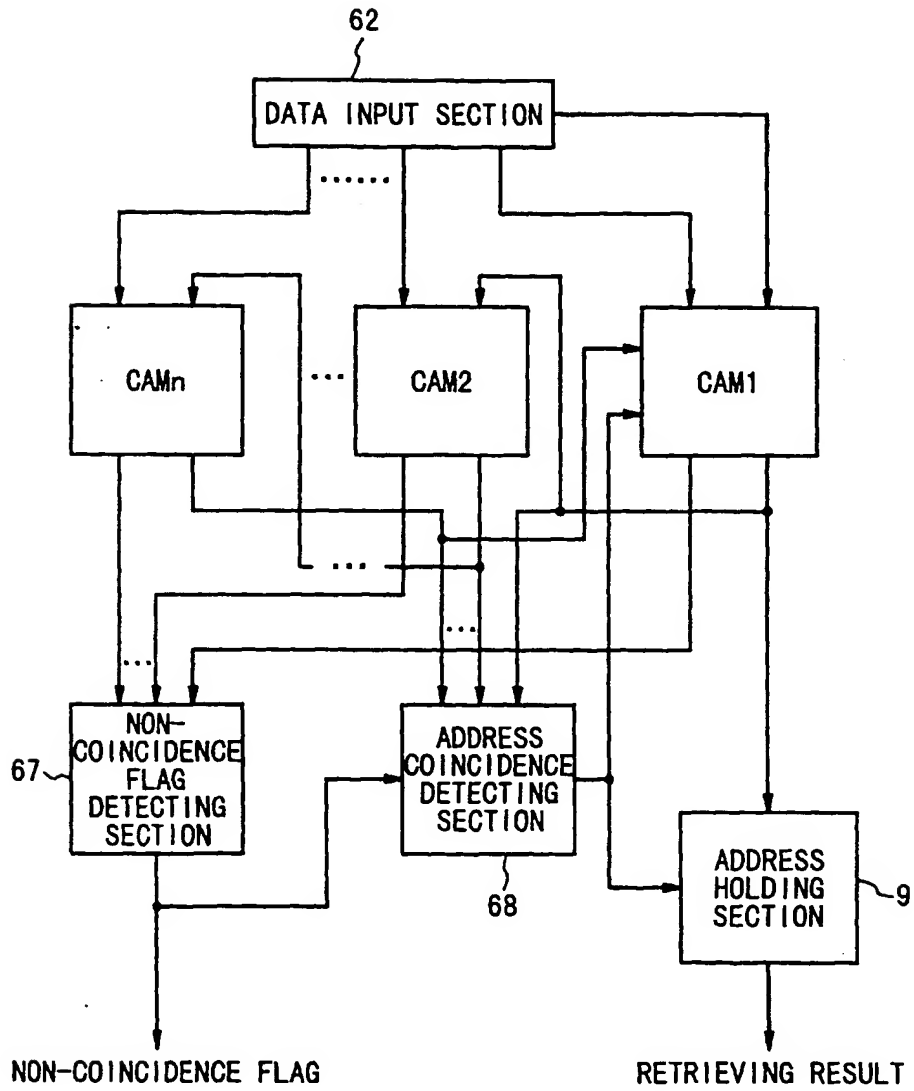 62
DATA INPUT SECTION
......
CAMn
...
CAM2
CAM1
...
...
...
NON-
COINCIDENCE
FLAG
DETECTING
SECTION
67
ADDRESS
COINCIDENCE
DETECTING
SECTION
68
ADDRESS
HOLDING
SECTION
9
NON-COINCIDENCE FLAG
RETRIEVING RESULT